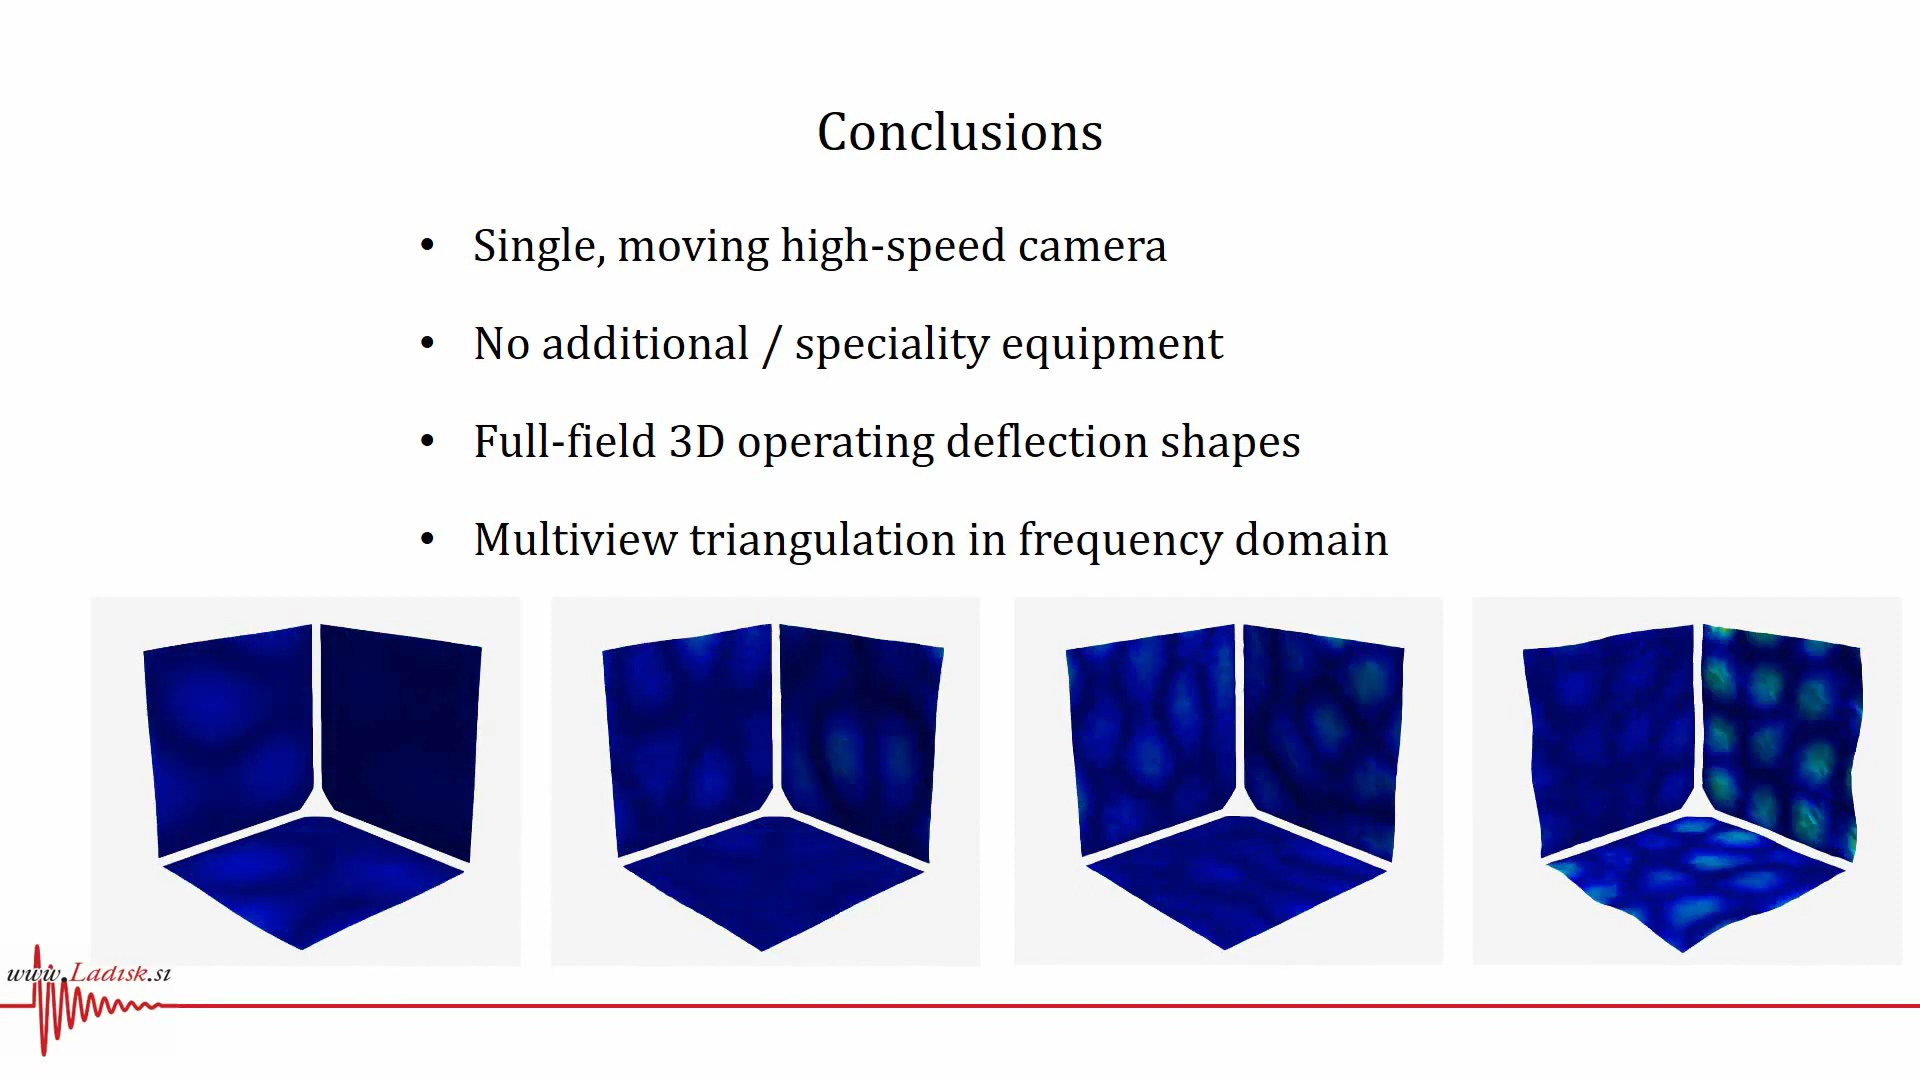 Conclusions
• Single, moving high-speed camera
• No additional / speciality equipment
• Full-field 3D operating deflection shapes
• Multiview triangulation in frequency domain
www.Ladisk.si